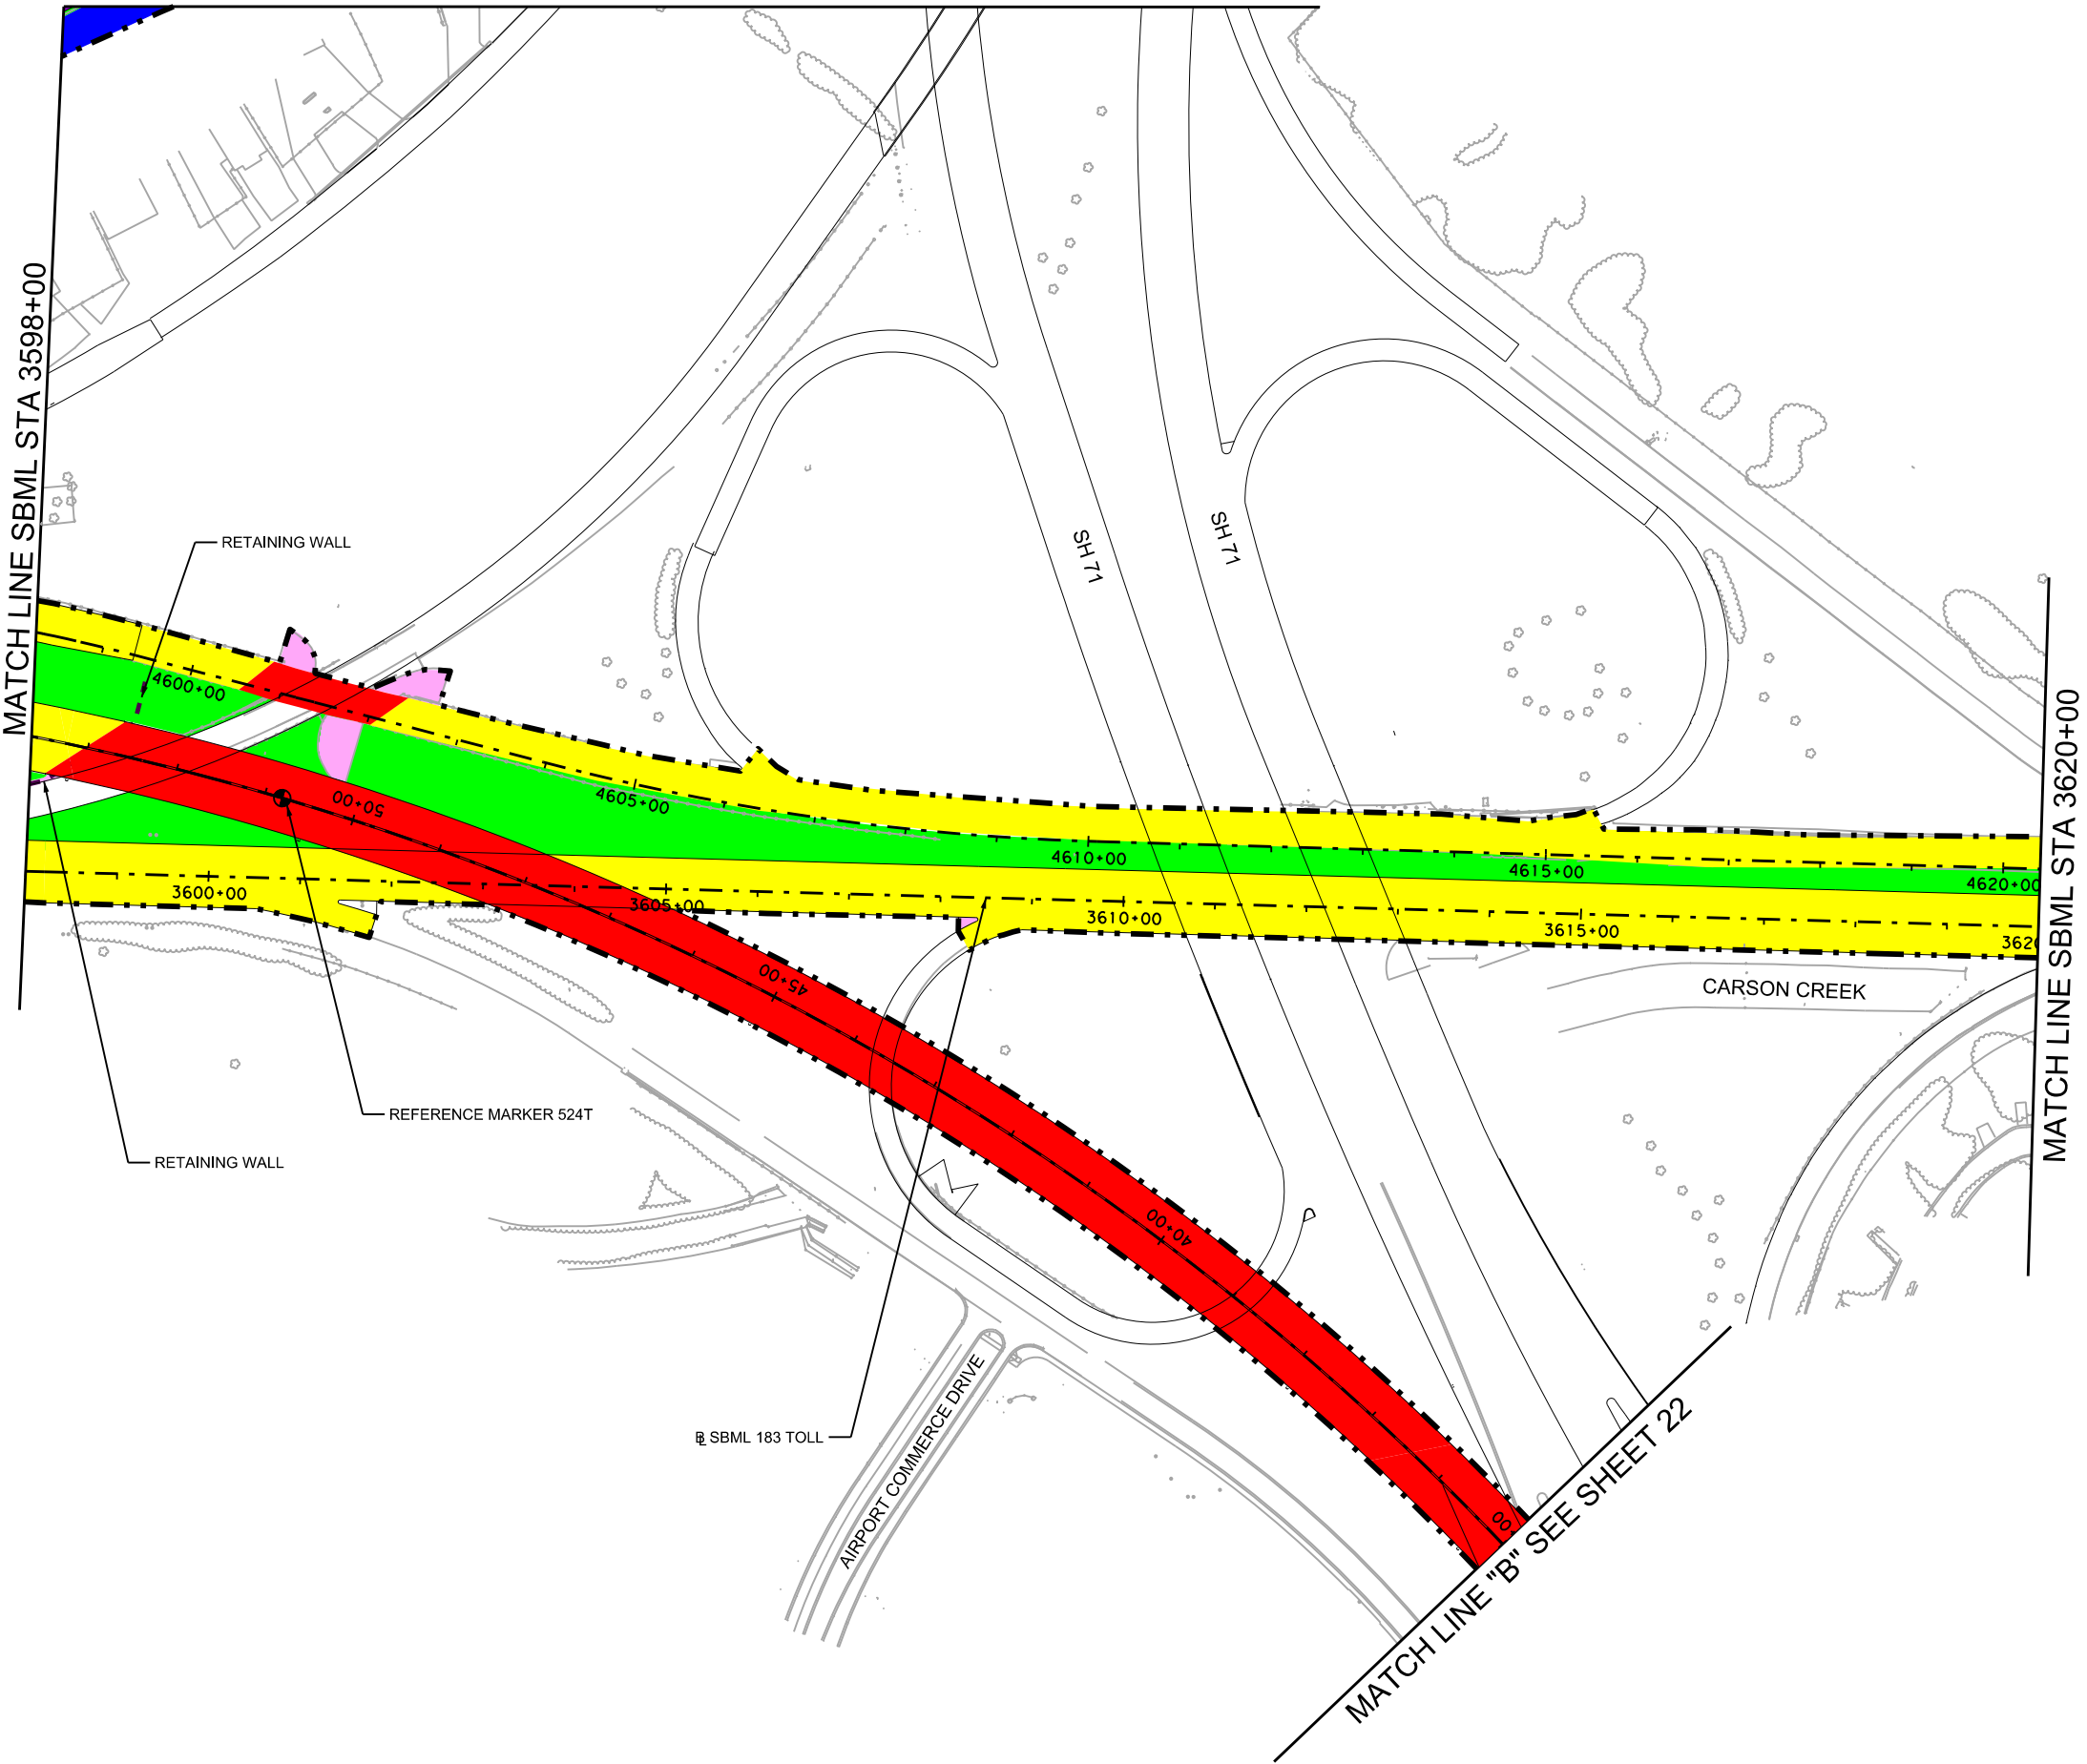 MATCH LINE SBML STA 3598+00
RETAINING WALL
SH 71
SH 71
4600+00
50+00
4605+00
4610+00
4615+00
4620+00
3600+00
3605+00
3610+00
3615+00
362
MATCH LINE SBML STA 3620+00
45+00
CARSON CREEK
REFERENCE MARKER 524T
RETAINING WALL
40+00
SBML 183 TOLL
AIRPORT COMMERCE DRIVE
00
MATCH LINE "B" SEE SHEET 22